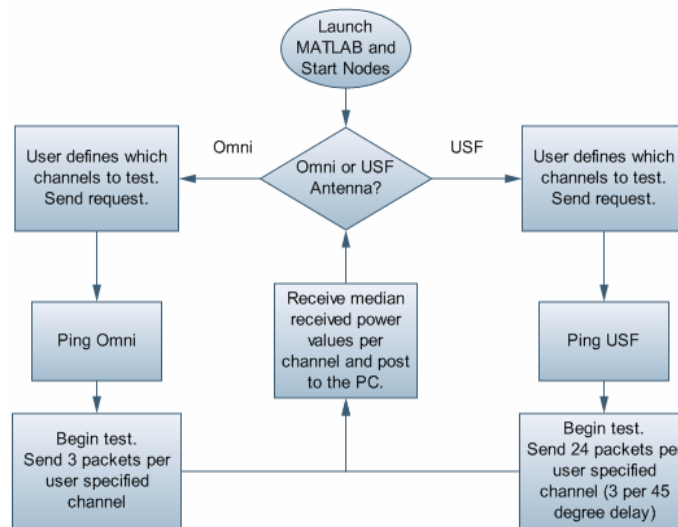 Launch
MATLAB and
Start Nodes
Omni
USF
User defines which
channels to test.
Send request.
Omni or USF
Antenna?
User defines which
channels to test.
Send request.
Ping Omni
Receive median
received power
values per
channel and post
to the PC.
Ping USF
Begin test.
Send 3 packets per
user specified
channel
Begin test.
Send 24 packets per
user specified
channel (3 per 45
degree delay)